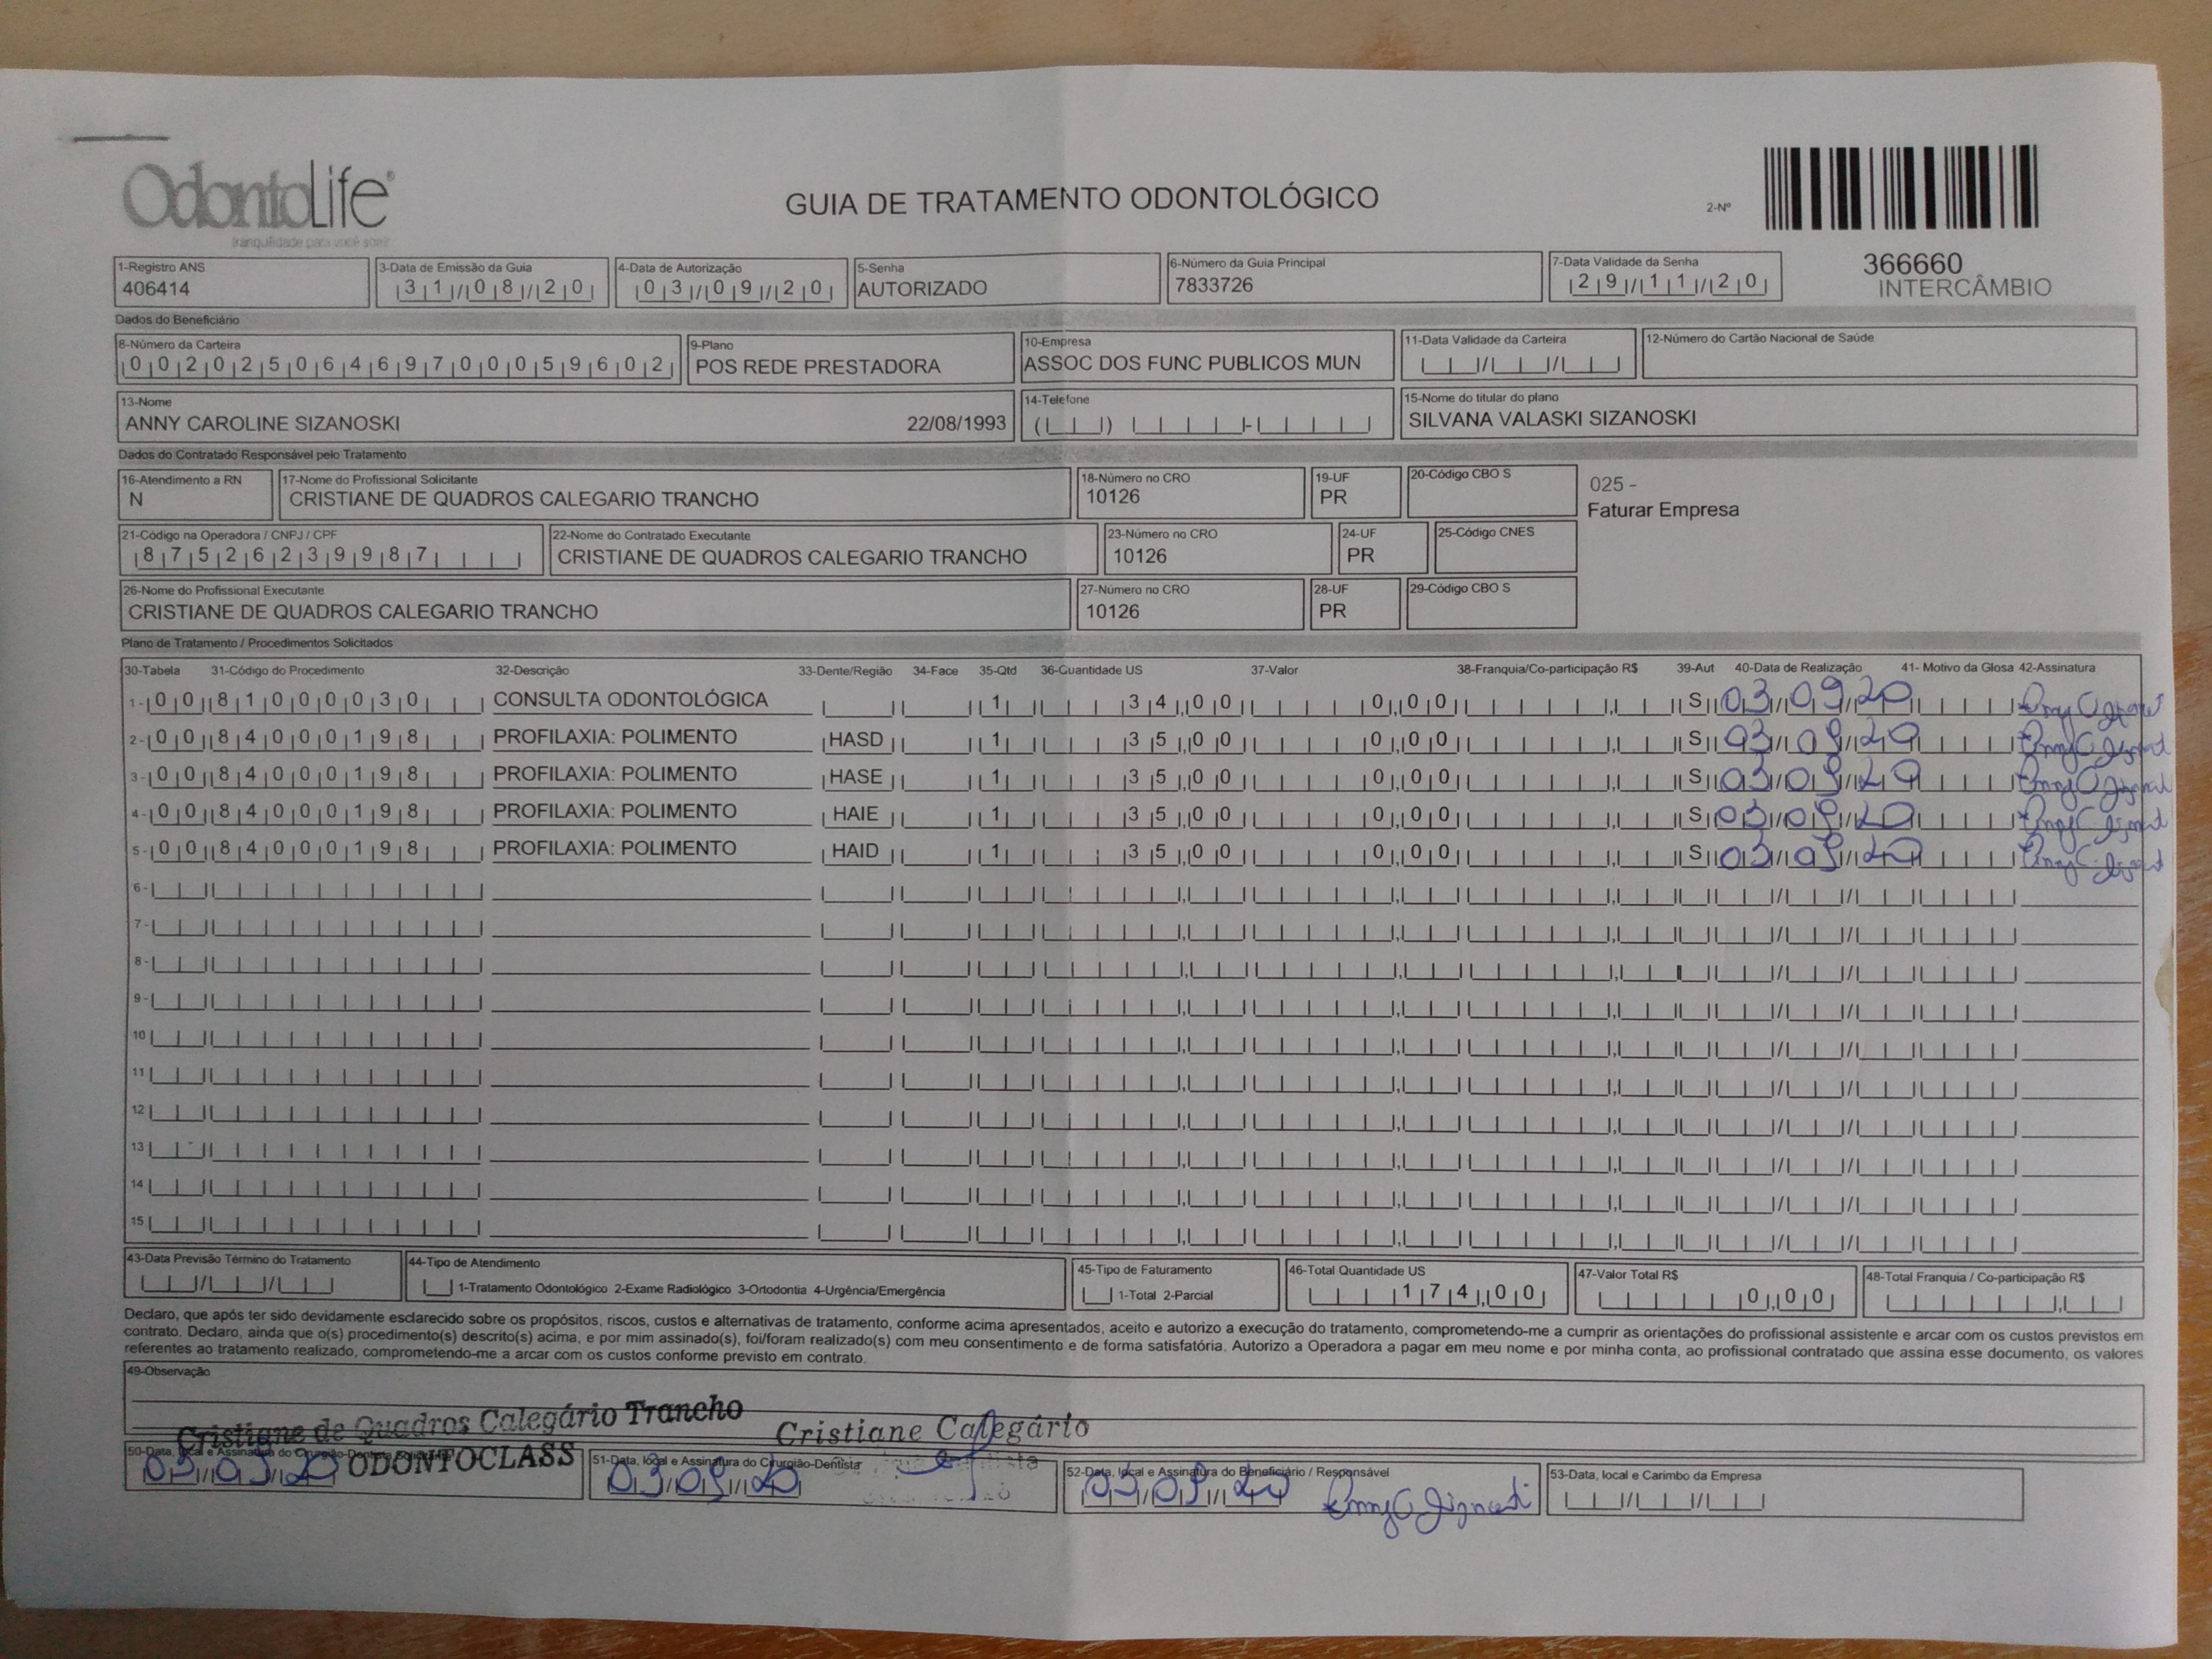 OdontoLife®
tranquilidade para você sorrir
GUIA DE TRATAMENTO ODONTOLÓGICO
2-Nº
366660
INTERCÂMBIO
1-Registro ANS
406414
3-Data de Emissão da Guia
31/08/20
4-Data de Autorização
03/09/20
5-Senha
AUTORIZADO
6-Número da Guia Principal
7833726
7-Data Validade da Senha
29/11/20
Dados do Beneficiário
8-Número da Carteira
00202506469700059602
9-Plano
POS REDE PRESTADORA
10-Empresa
ASSOC DOS FUNC PUBLICOS MUN
11-Data Validade da Carteira
12-Número do Cartão Nacional de Saúde
13-Nome
ANNY CAROLINE SIZANOSKI 22/08/1993
14-Telefone
15-Nome do titular do plano
SILVANA VALASKI SIZANOSKI
Dados do Contratado Responsável pelo Tratamento
16-Atendimento a RN
N
17-Nome do Profissional Solicitante
CRISTIANE DE QUADROS CALEGARIO TRANCHO
18-Número no CRO
10126
19-UF
PR
20-Código CBO S
025 -
Faturar Empresa
21-Código na Operadora / CNPJ / CPF
87526239987
22-Nome do Contratado Executante
CRISTIANE DE QUADROS CALEGARIO TRANCHO
23-Número no CRO
10126
24-UF
PR
25-Código CNES
26-Nome do Profissional Executante
CRISTIANE DE QUADROS CALEGARIO TRANCHO
27-Número no CRO
10126
28-UF
PR
29-Código CBO S
Plano de Tratamento / Procedimentos Solicitados
30-Tabela 31-Código do Procedimento 32-Descrição 33-Dente/Região 34-Face 35-Qtd 36-Quantidade US 37-Valor 38-Franquia/Co-participação R$ 39-Aut 40-Data de Realização 41- Motivo da Glosa 42-Assinatura
1- 00 81000030 CONSULTA ODONTOLÓGICA 1 34,00 0,00 S 03/09/20
2- 00 84000198 PROFILAXIA: POLIMENTO HASD 1 35,00 0,00 S 03/09/20
3- 00 84000198 PROFILAXIA: POLIMENTO HASE 1 35,00 0,00 S 03/09/20
4- 00 84000198 PROFILAXIA: POLIMENTO HAIE 1 35,00 0,00 S 03/09/20
5- 00 84000198 PROFILAXIA: POLIMENTO HAID 1 35,00 0,00 S 03/09/20
6-
7-
8-
9-
10
11
12
13
14
15
43-Data Previsão Término do Tratamento
44-Tipo de Atendimento
1-Tratamento Odontológico 2-Exame Radiológico 3-Ortodontia 4-Urgência/Emergência
45-Tipo de Faturamento
1-Total 2-Parcial
46-Total Quantidade US
174,00
47-Valor Total R$
0,00
48-Total Franquia / Co-participação R$
Declaro, que após ter sido devidamente esclarecido sobre os propósitos, riscos, custos e alternativas de tratamento, conforme acima apresentados, aceito e autorizo a execução do tratamento, comprometendo-me a cumprir as orientações do profissional assistente e arcar com os custos previstos em
contrato. Declaro, ainda que o(s) procedimento(s) descrito(s) acima, e por mim assinado(s), foi/foram realizado(s) com meu consentimento e de forma satisfatória. Autorizo a Operadora a pagar em meu nome e por minha conta, ao profissional contratado que assina esse documento, os valores
referentes ao tratamento realizado, comprometendo-me a arcar com os custos conforme previsto em contrato.
49-Observação
Cristiane de Quadros Calegário Trancho
Cristiane Calegário
50-Data, local e Assinatura do Cirurgião-Dentista Solicitante
03/09/20 ODONTOCLASS
51-Data, local e Assinatura do Cirurgião-Dentista
03/09/20
52-Data, local e Assinatura do Beneficiário / Responsável
03/09/20
53-Data, local e Carimbo da Empresa